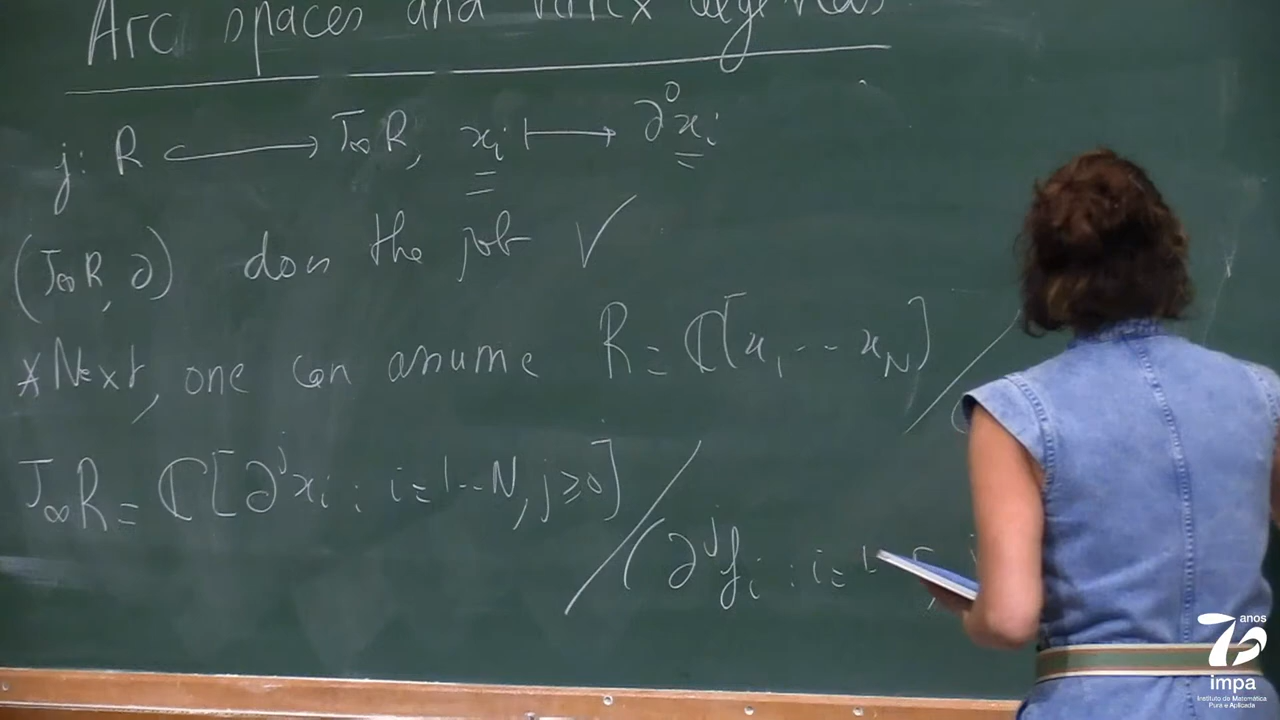 Arc spaces and vertex algebras
j: R ⟶ J∞R, xᵢ ⟼ ∂⁰xᵢ
(J∞R, ∂) does the job ✓
*Next, one can assume R = ℂ[x₁ -- x_N] /
J∞R = ℂ[∂ʲxᵢ : i=1--N, j≥0] / (∂ʲfᵢ : i=1
70 anos
impa
Instituto de Matemática
Pura e Aplicada